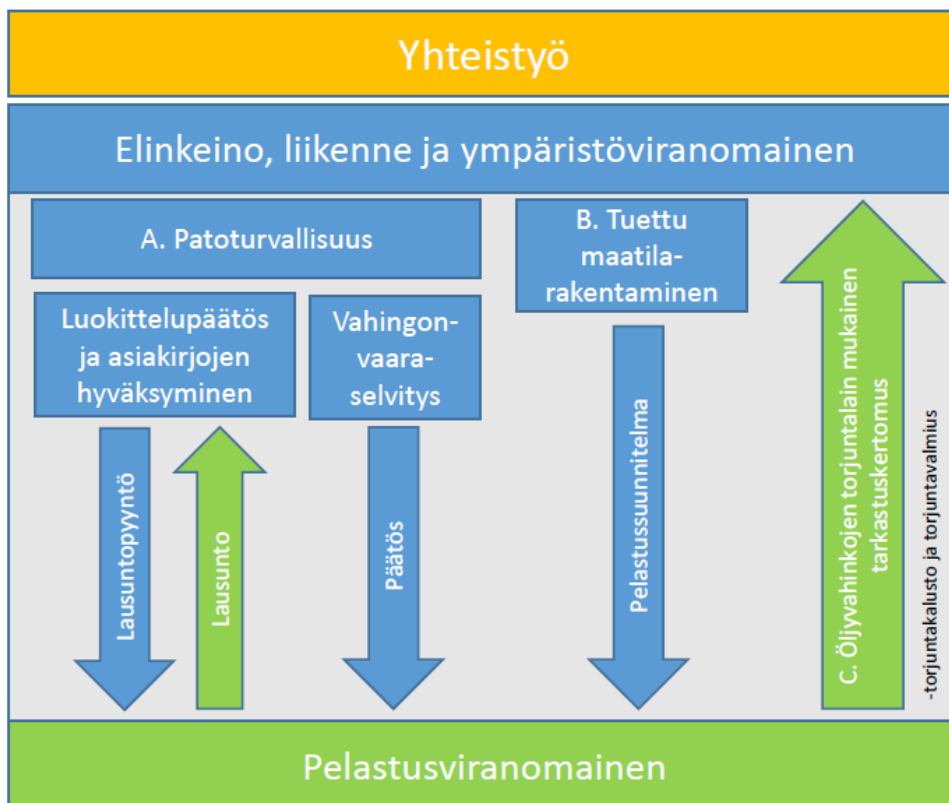 Yhteistyö
Elinkeino, liikenne ja ympäristöviranomainen
A. Patoturvallisuus
B. Tuettu
maatila-
rakentaminen
Luokittelupäätös
ja asiakirjojen
hyväksyminen
Vahingon-
vaara-
selvitys
Lausuntopyyntö
Lausunto
Päätös
Pelastussuunnitelma
C. Öljyvahinkojen torjuntalain mukainen
tarkastuskertomus
-torjuntakalusto ja torjuntavalmius
Pelastusviranomainen